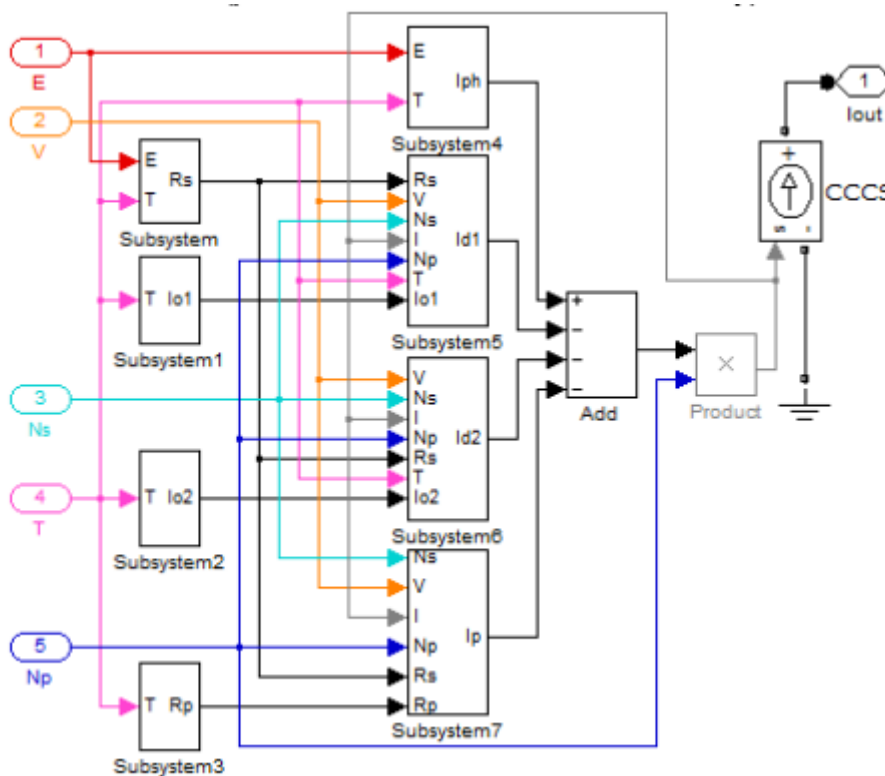 1
E
2
V
3
Ns
4
T
5
Np
E
T
Rs
Subsystem
T
Io1
Subsystem1
T
Io2
Subsystem2
T
Rp
Subsystem3
E
T
Iph
Subsystem4
Rs
V
Ns
I
Np
T
Io1
Id1
Subsystem5
V
Ns
I
Np
Rs
T
Io2
Id2
Subsystem6
Ns
V
I
Np
Rs
Rp
Ip
Subsystem7
+
−
−
−
Add
×
Product
+
s
-
CCCS
1
Iout